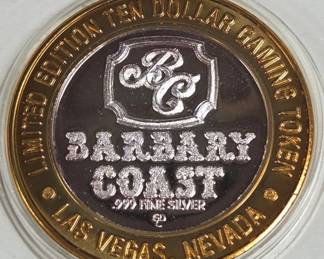 LIMITED EDITION TEN DOLLAR GAMING TOKEN
BC
BARBARY
COAST
.999 FINE SILVER
LAS VEGAS, NEVADA